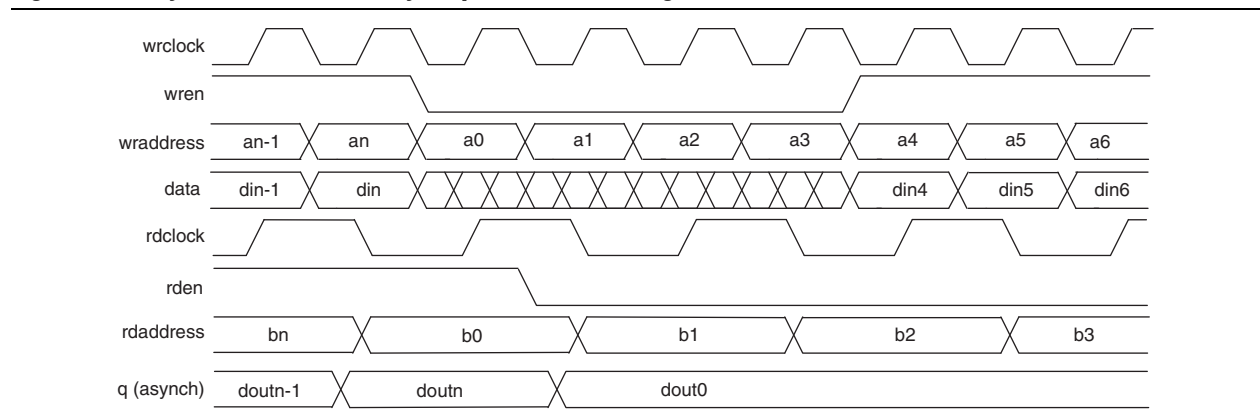 wrclock
wren
wraddress an-1 an a0 a1 a2 a3 a4 a5 a6
data din-1 din din4 din5 din6
rdclock
rden
rdaddress bn b0 b1 b2 b3
q (asynch) doutn-1 doutn dout0